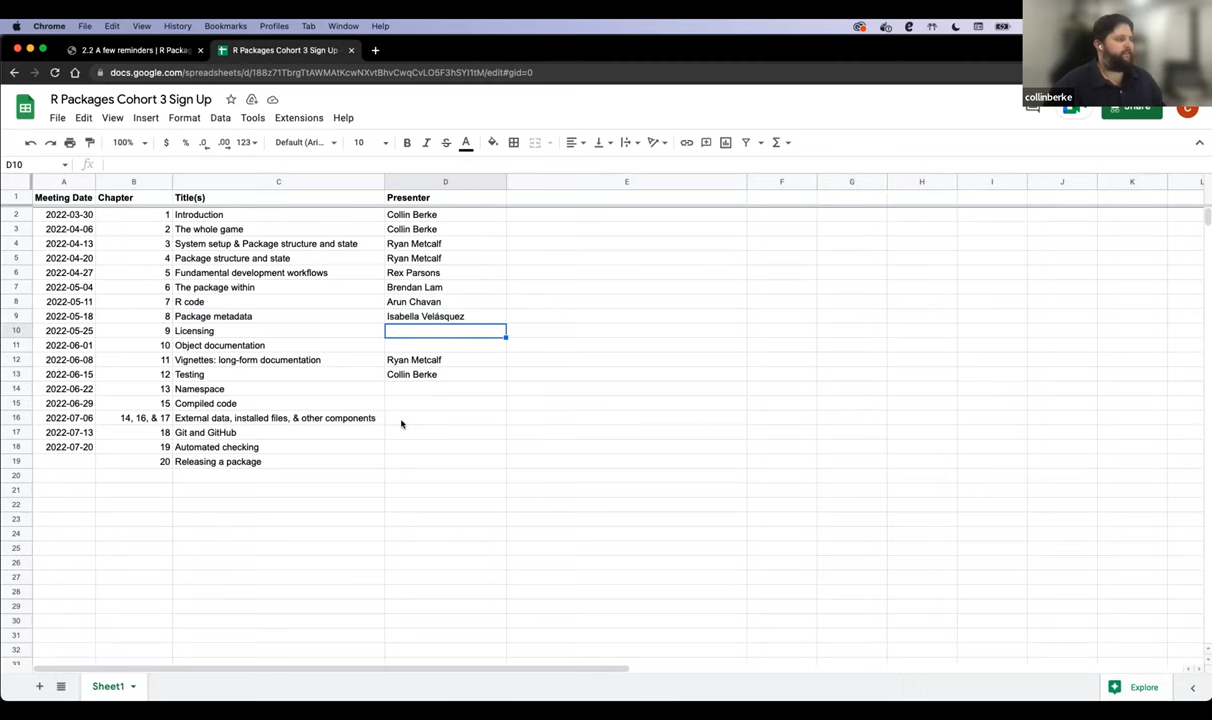 Chrome File Edit View History Bookmarks Profiles Tab Window Help
2.2 A few reminders | R Packag
R Packages Cohort 3 Sign Up
docs.google.com/spreadsheets/d/188z71TbrgTtAWMAtKcwNXvtBhvCwqCvLO5F3hSYI1tM/edit#gid=0
collinberke
R Packages Cohort 3 Sign Up
Share
File Edit View Insert Format Data Tools Extensions Help
100% $ % .0 .00 123 Default (Ari... 10 B I S A
D10 fx
A B C D E F G H I J K L
1 Meeting Date Chapter Title(s) Presenter
2 2022-03-30 1 Introduction Collin Berke
3 2022-04-06 2 The whole game Collin Berke
4 2022-04-13 3 System setup & Package structure and state Ryan Metcalf
5 2022-04-20 4 Package structure and state Ryan Metcalf
6 2022-04-27 5 Fundamental development workflows Rex Parsons
7 2022-05-04 6 The package within Brendan Lam
8 2022-05-11 7 R code Arun Chavan
9 2022-05-18 8 Package metadata Isabella Velásquez
10 2022-05-25 9 Licensing
11 2022-06-01 10 Object documentation
12 2022-06-08 11 Vignettes: long-form documentation Ryan Metcalf
13 2022-06-15 12 Testing Collin Berke
14 2022-06-22 13 Namespace
15 2022-06-29 15 Compiled code
16 2022-07-06 14, 16, & 17 External data, installed files, & other components
17 2022-07-13 18 Git and GitHub
18 2022-07-20 19 Automated checking
19 20 Releasing a package
20
21
22
23
24
25
26
27
28
29
30
31
32
33
Sheet1
Explore